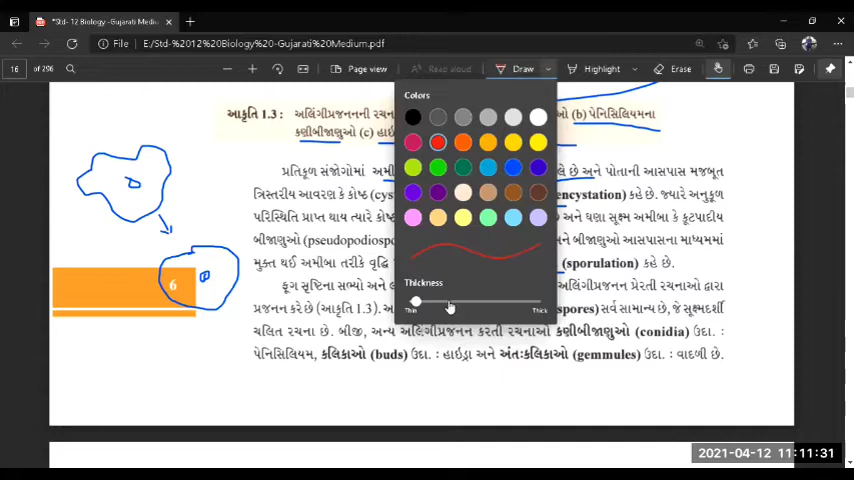 *Std- 12 Biology - Gujarati Mediu
File E:/Std-%2012%20Biology%20-Gujarati%20Medium.pdf
16 of 296 Page view Read aloud Draw Highlight Erase
Colors
આકૃતિ 1.3 : અલિંગીપ્રજનનની રચના ઓ (b) પેનિસિલિયમના
કણીબીજાણુઓ (c) હાઇ
પ્રતિકૂળ સંજોગોમાં અમી લે છે અને પોતાની આસપાસ મજબૂત
ત્રિસ્તરીય આવરણ કે કોષ્ઠ (cys encystation) કહે છે. જ્યારે અનુકૂળ
પરિસ્થિતિ પ્રાપ્ત થાય ત્યારે કોષ્ અને ઘણા સૂક્ષ્મ અમીબા કે કૂટપાદીય
બીજાણુઓ (pseudopodiospo અને બીજાણુઓ આસપાસના માધ્યમમાં
મુક્ત થઈ અમીબા તરીકે વૃદ્ધિ (sporulation) કહે છે.
6
Thickness
ફૂગ સૃષ્ટિના સભ્યો અને લ અલિંગીપ્રજનન પ્રેરતી રચનાઓ દ્વારા
પ્રજનન કરે છે (આકૃતિ 1.3). આ spores) સર્વ સામાન્ય છે, જે સૂક્ષ્મદર્શી
Thin Thick
ચલિત રચના છે. બીજી, અન્ય અલિંગીપ્રજનન કરતી રચનાઓ કણીબીજાણુઓ (conidia) ઉદા. :
પેનિસિલિયમ, કલિકાઓ (buds) ઉદા. : હાઇડ્રા અને અંતઃકલિકાઓ (gemmules) ઉદા. : વાદળી છે.
2021-04-12 11:11:31